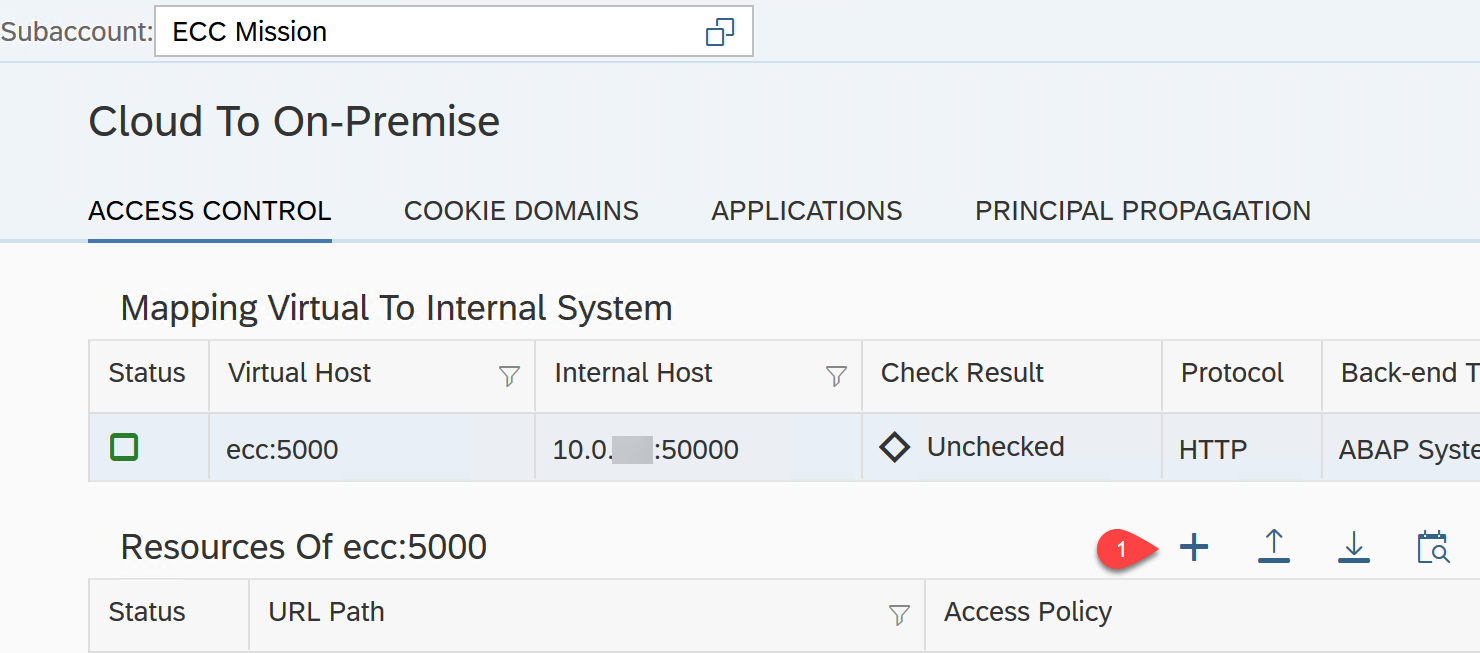 Subaccount: ECC Mission
Cloud To On-Premise
ACCESS CONTROL COOKIE DOMAINS APPLICATIONS PRINCIPAL PROPAGATION
Mapping Virtual To Internal System
Status Virtual Host Internal Host Check Result Protocol Back-end T
ecc:5000 10.0. :50000 Unchecked HTTP ABAP Syste
Resources Of ecc:5000
1
Status URL Path Access Policy